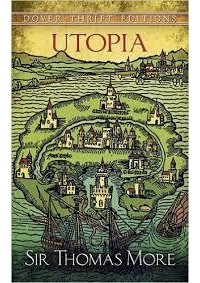 DOVER · THRIFT · EDITIONS
UTOPIA
SIR THOMAS MORE